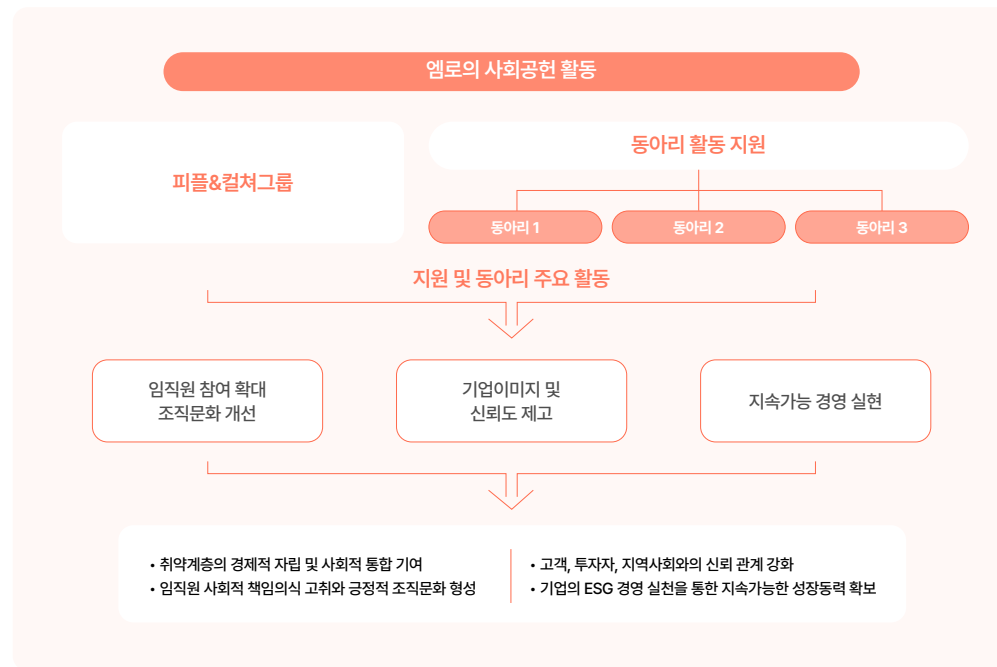 엠로의 사회공헌 활동
피플&컬쳐그룹
동아리 활동 지원
동아리 1
동아리 2
동아리 3
지원 및 동아리 주요 활동
임직원 참여 확대
조직문화 개선
기업이미지 및
신뢰도 제고
지속가능 경영 실현
• 취약계층의 경제적 자립 및 사회적 통합 기여
• 임직원 사회적 책임의식 고취와 긍정적 조직문화 형성
• 고객, 투자자, 지역사회와의 신뢰 관계 강화
• 기업의 ESG 경영 실천을 통한 지속가능한 성장동력 확보